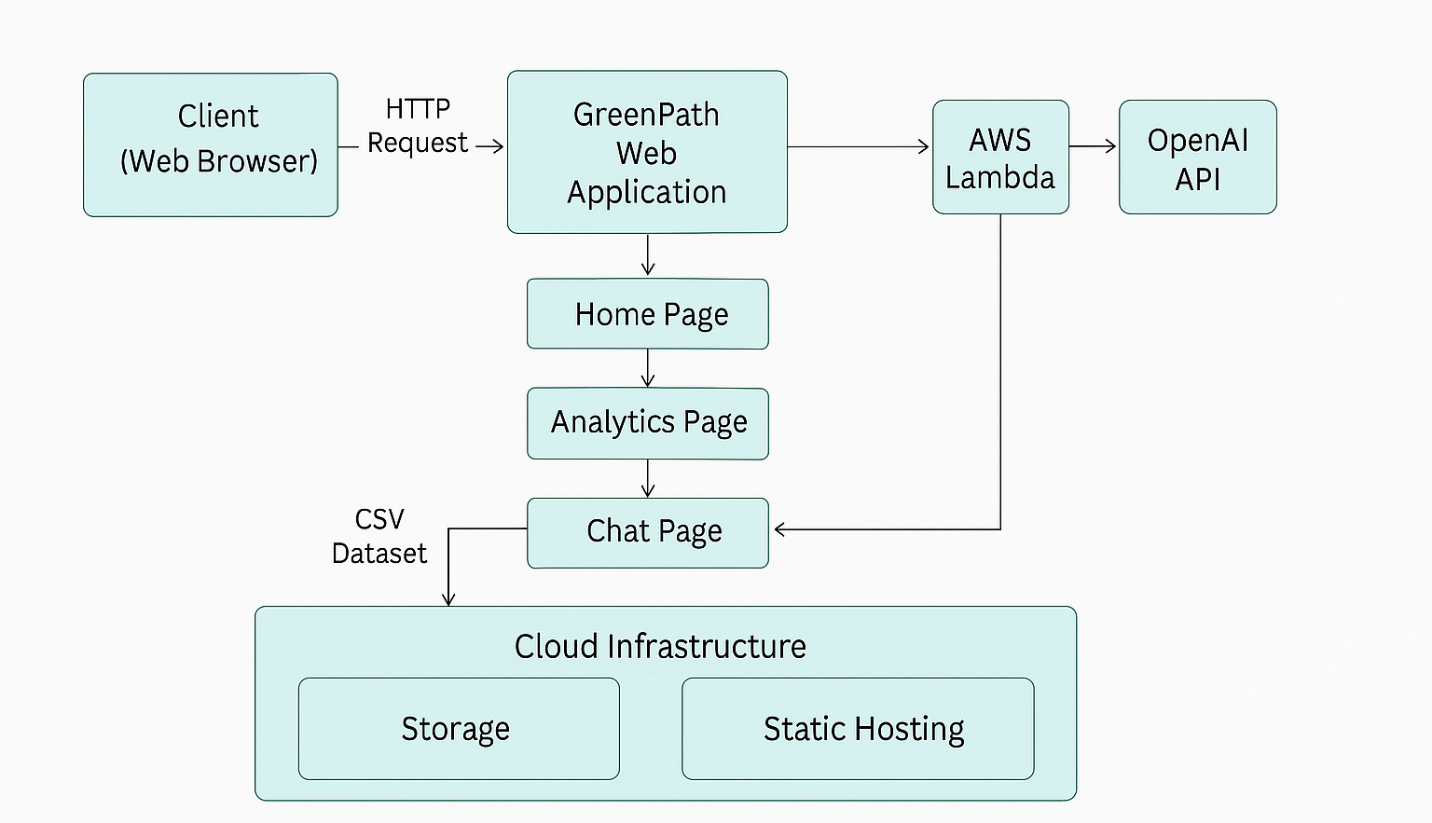 Client
(Web Browser)
HTTP
Request
GreenPath
Web
Application
AWS
Lambda
OpenAI
API
Home Page
Analytics Page
Chat Page
CSV
Dataset
Cloud Infrastructure
Storage
Static Hosting